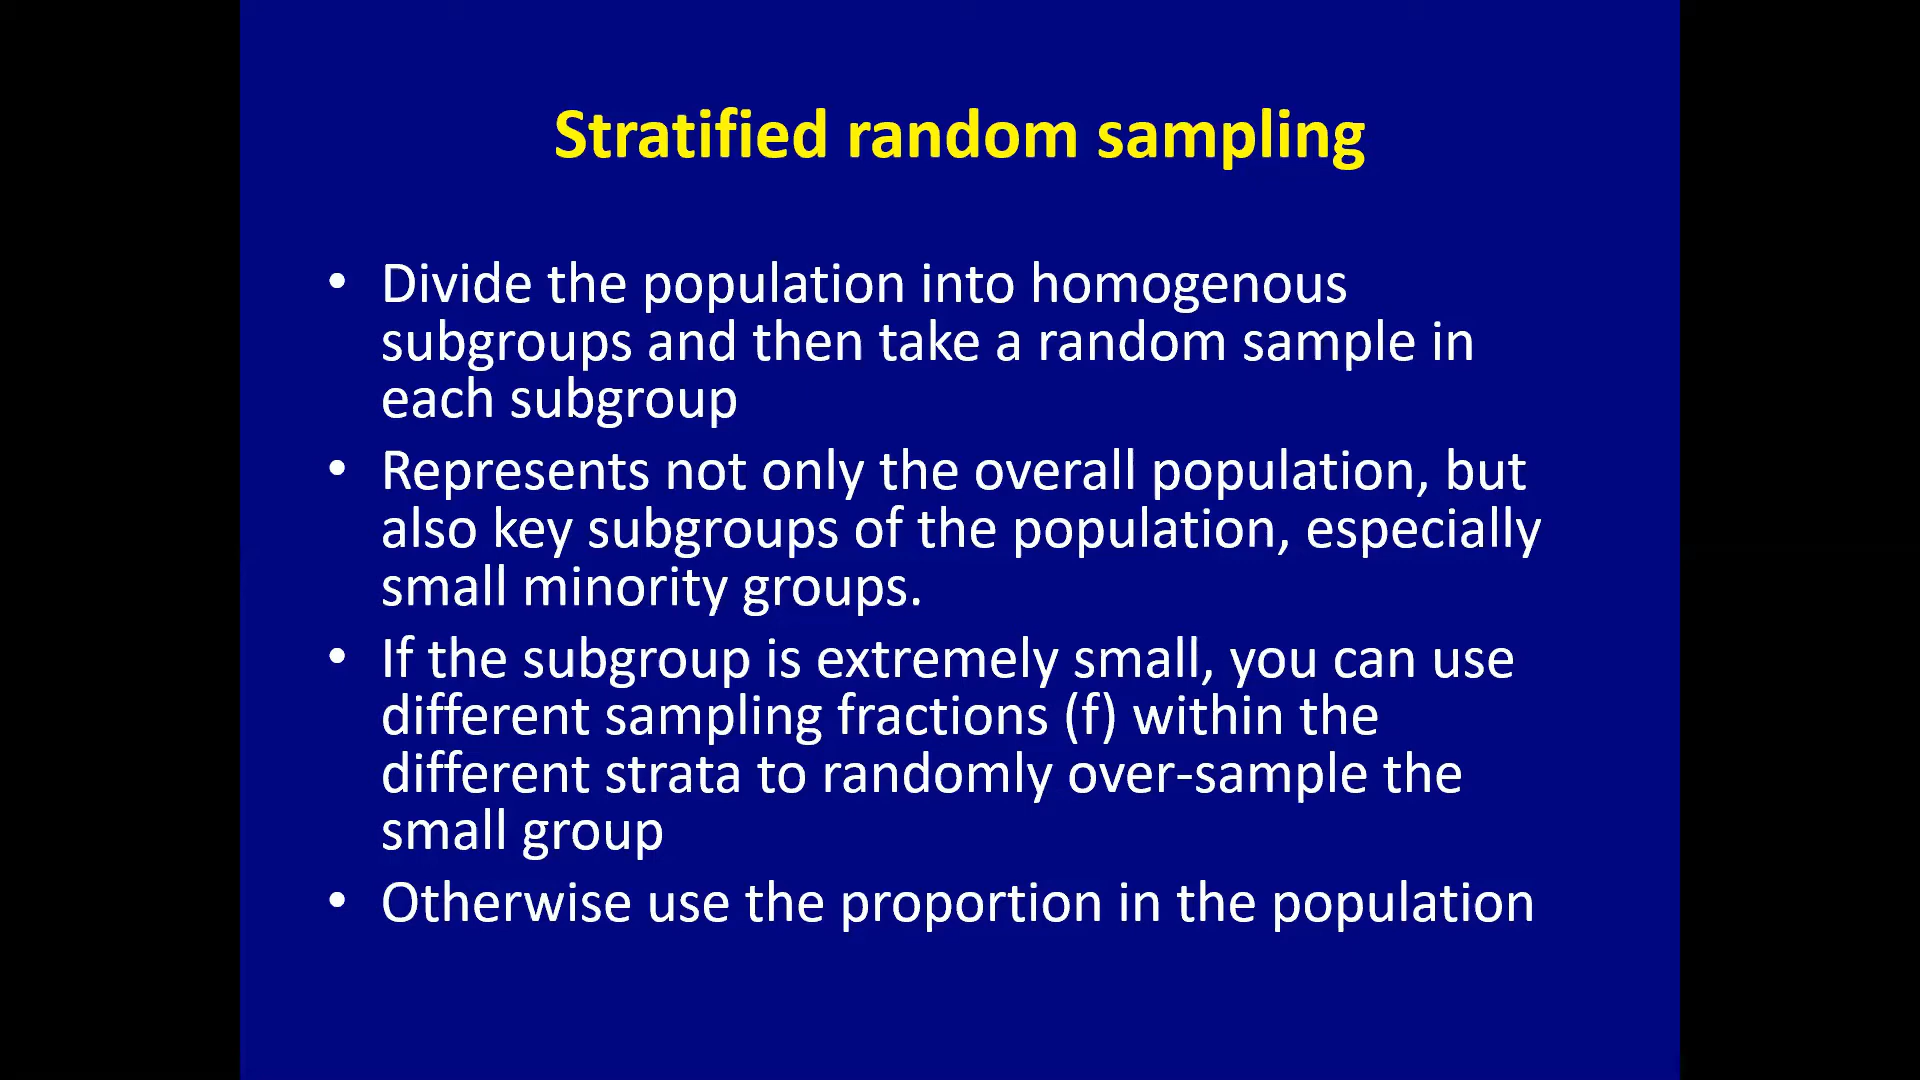 Stratified random sampling
• Divide the population into homogenous
subgroups and then take a random sample in
each subgroup
• Represents not only the overall population, but
also key subgroups of the population, especially
small minority groups.
• If the subgroup is extremely small, you can use
different sampling fractions (f) within the
different strata to randomly over-sample the
small group
• Otherwise use the proportion in the population